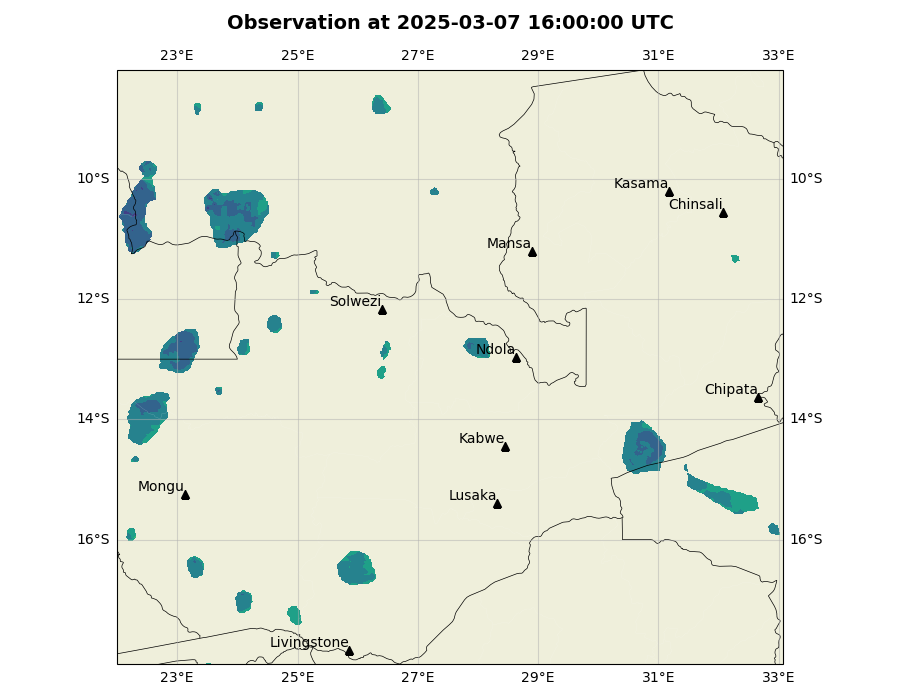 Observation at 2025-03-07 16:00:00 UTC
23°E 25°E 27°E 29°E 31°E 33°E
10°S 10°S
Kasama
Chinsali
Mansa
12°S 12°S
Solwezi
Ndola
Chipata
14°S 14°S
Kabwe
Mongu
Lusaka
16°S 16°S
Livingstone
23°E 25°E 27°E 29°E 31°E 33°E